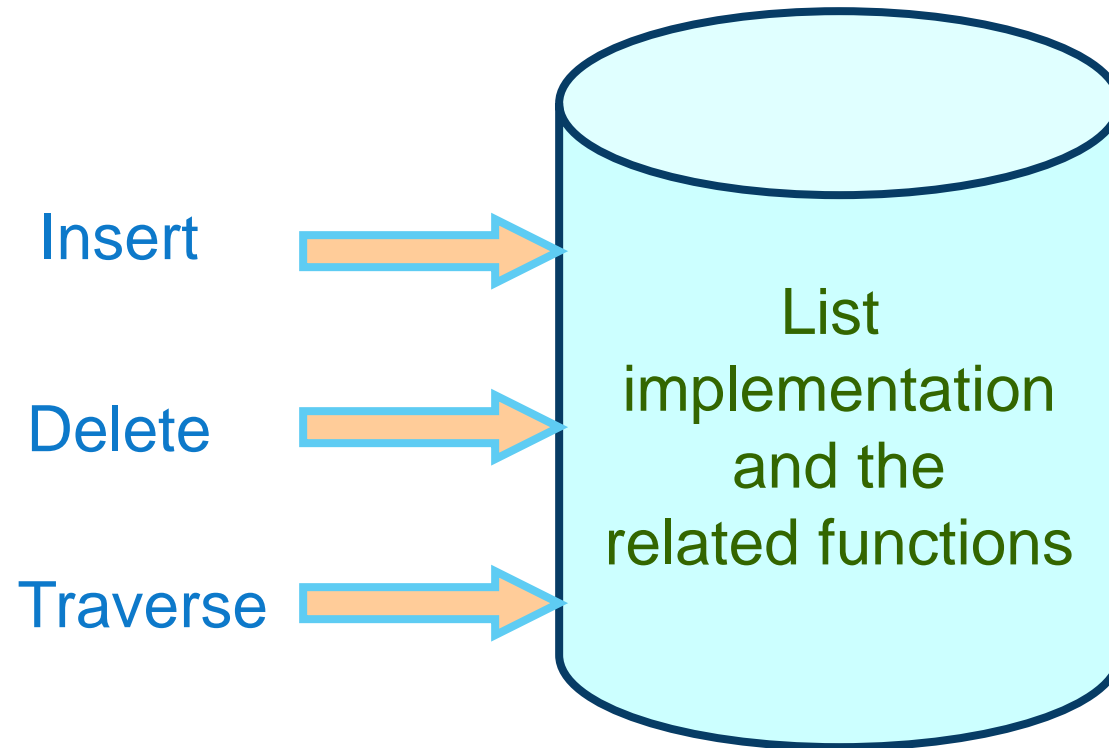 Insert
Delete
Traverse
List
implementation
and the
related functions